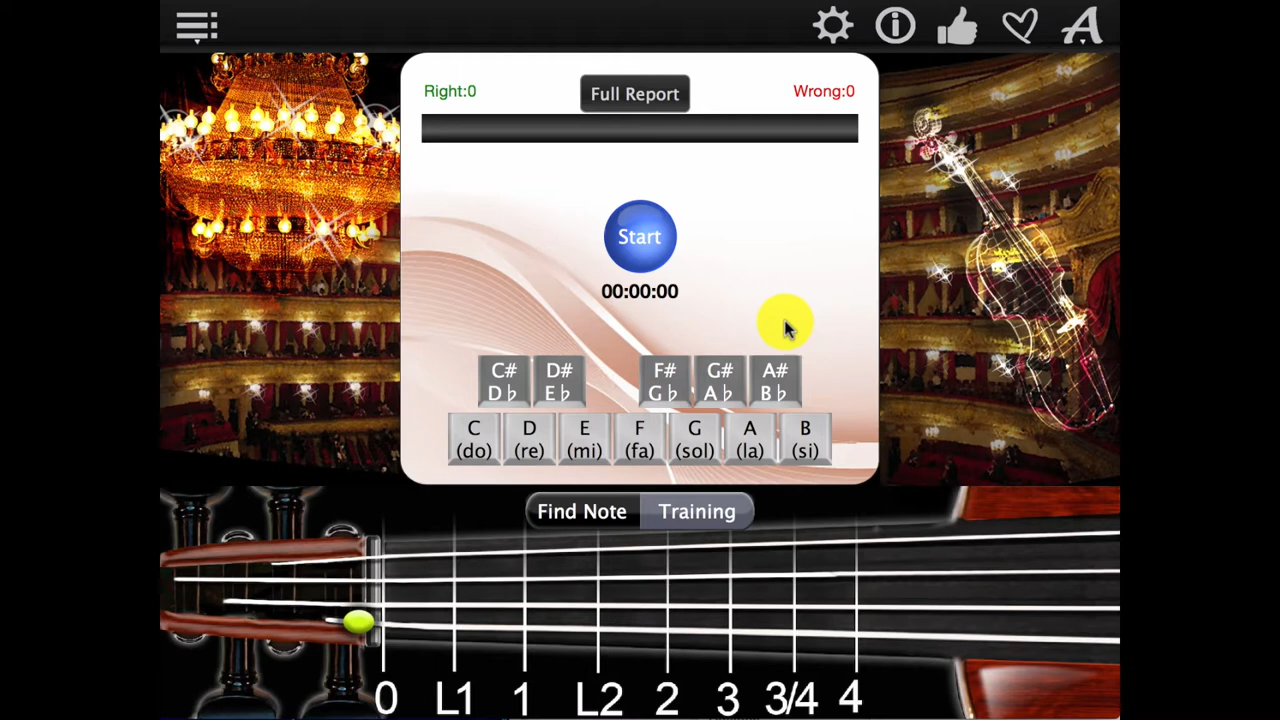 Right:0
Full Report
Wrong:0
Start
00:00:00
C# D# F# G# A#
D♭ E♭ G♭ A♭ B♭
C D E F G A B
(do) (re) (mi) (fa) (sol) (la) (si)
Find Note Training
0 L1 1 L2 2 3 3/4 4